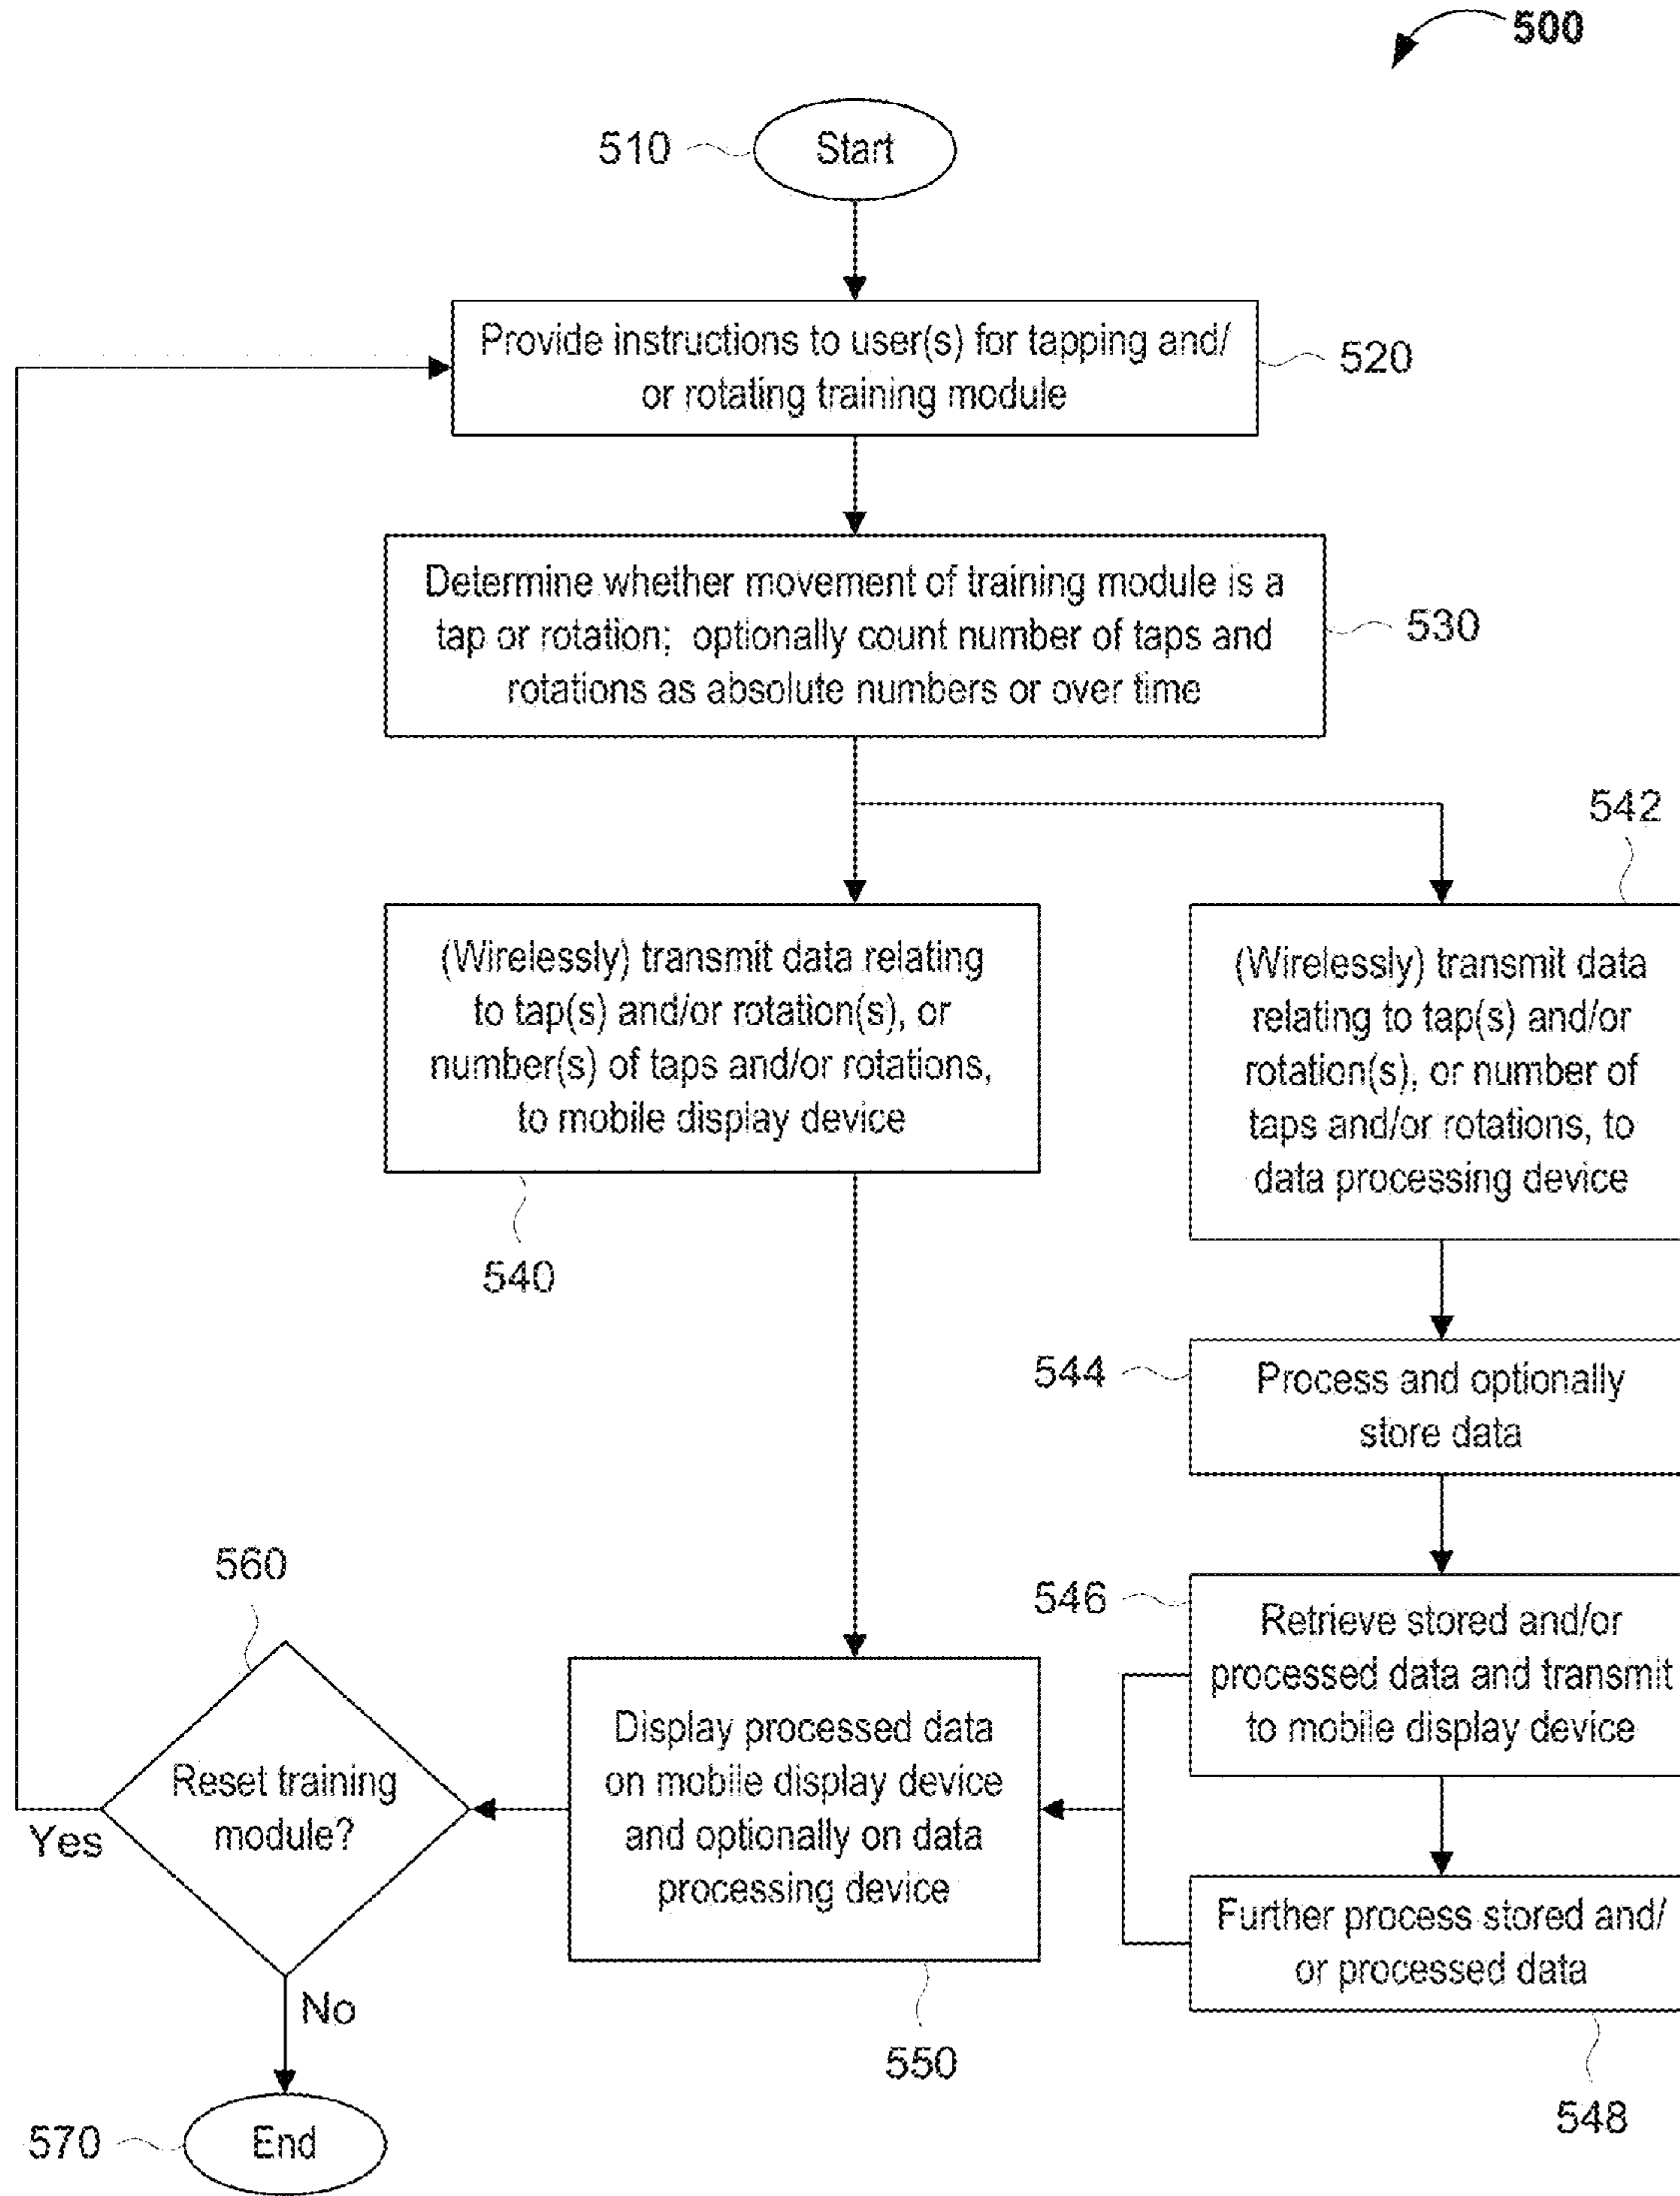 500
510
Start
Provide instructions to user(s) for tapping and/
or rotating training module
520
Determine whether movement of training module is a
tap or rotation; optionally count number of taps and
rotations as absolute numbers or over time
530
542
(Wirelessly) transmit data relating
to tap(s) and/or rotation(s), or
number(s) of taps and/or rotations,
to mobile display device
540
(Wirelessly) transmit data
relating to tap(s) and/or
rotation(s), or number of
taps and/or rotations, to
data processing device
544
Process and optionally
store data
546
Retrieve stored and/or
processed data and transmit
to mobile display device
560
Reset training
module?
Yes
No
Display processed data
on mobile display device
and optionally on data
processing device
550
Further process stored and/
or processed data
548
570
End